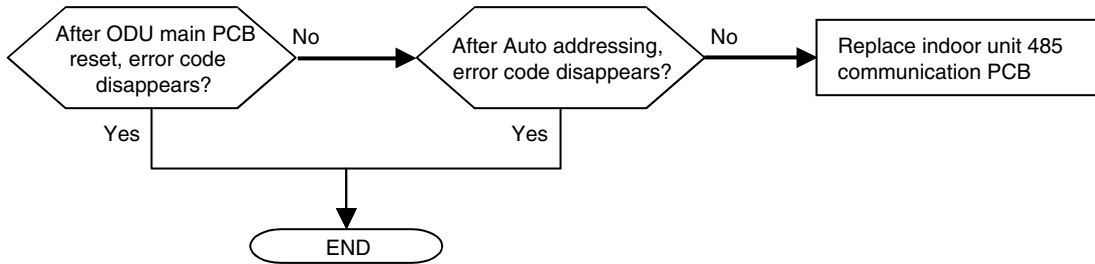 After ODU main PCB
reset, error code
disappears?
No
After Auto addressing,
error code disappears?
No
Replace indoor unit 485
communication PCB
Yes
Yes
END